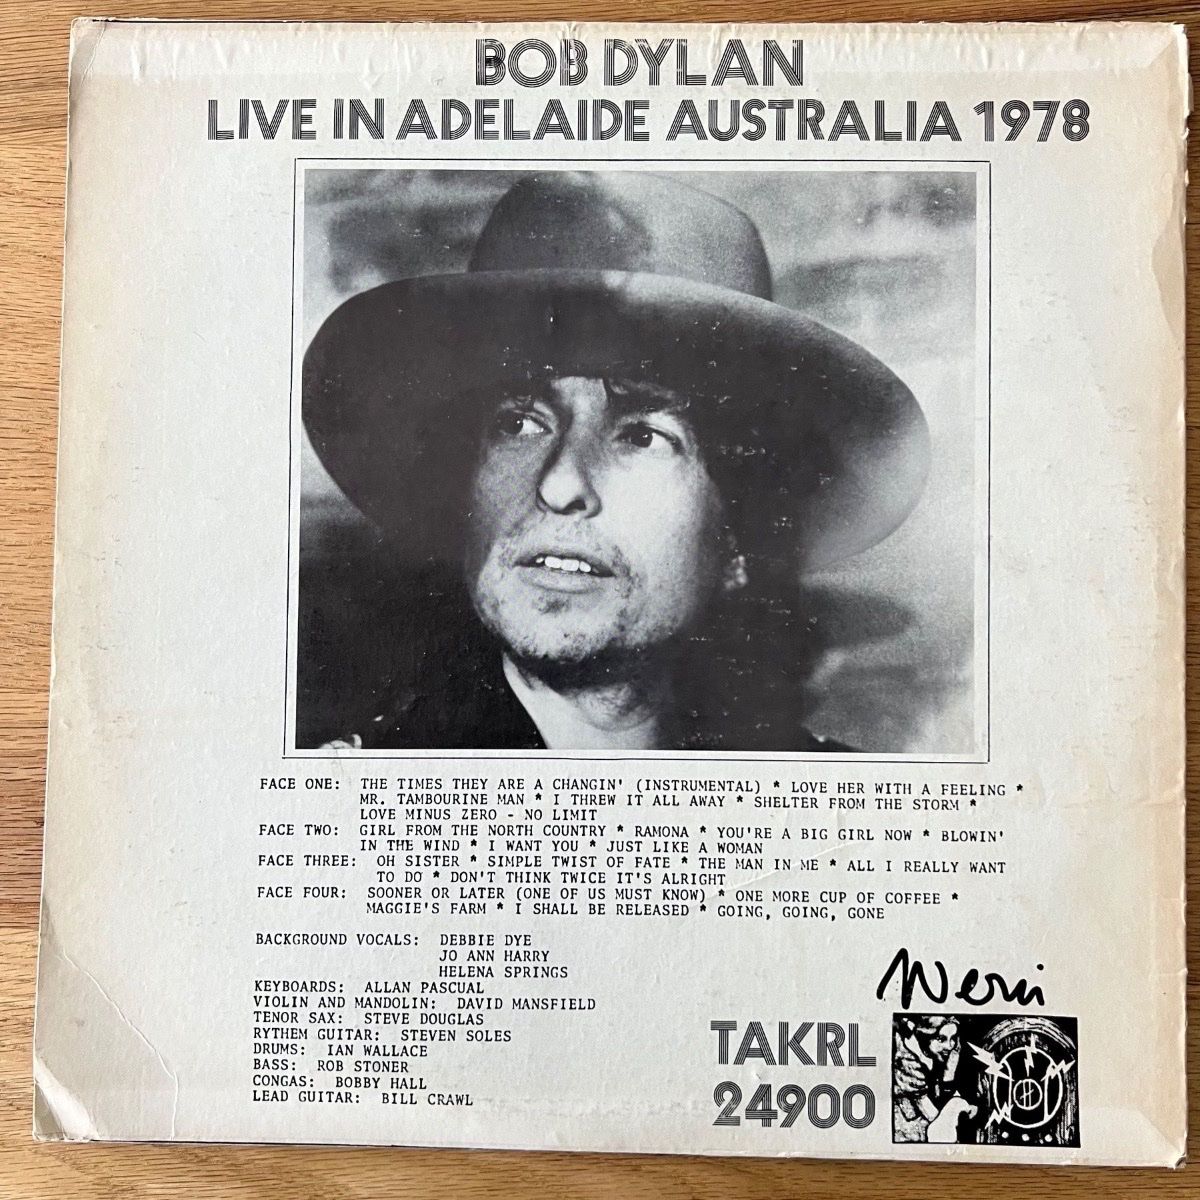 BOB DYLAN
LIVE IN ADELAIDE AUSTRALIA 1978
FACE ONE: THE TIMES THEY ARE A CHANGIN' (INSTRUMENTAL) * LOVE HER WITH A FEELING *
MR. TAMBOURINE MAN * I THREW IT ALL AWAY * SHELTER FROM THE STORM *
LOVE MINUS ZERO - NO LIMIT
FACE TWO: GIRL FROM THE NORTH COUNTRY * RAMONA * YOU'RE A BIG GIRL NOW * BLOWIN'
IN THE WIND * I WANT YOU * JUST LIKE A WOMAN
FACE THREE: OH SISTER * SIMPLE TWIST OF FATE * THE MAN IN ME * ALL I REALLY WANT
TO DO * DON'T THINK TWICE IT'S ALRIGHT
FACE FOUR: SOONER OR LATER (ONE OF US MUST KNOW) * ONE MORE CUP OF COFFEE *
MAGGIE'S FARM * I SHALL BE RELEASED * GOING, GOING, GONE
BACKGROUND VOCALS: DEBBIE DYE
JO ANN HARRY
HELENA SPRINGS
KEYBOARDS: ALLAN PASCUAL
VIOLIN AND MANDOLIN: DAVID MANSFIELD
TENOR SAX: STEVE DOUGLAS
RYTHEM GUITAR: STEVEN SOLES
DRUMS: IAN WALLACE
BASS: ROB STONER
CONGAS: BOBBY HALL
LEAD GUITAR: BILL CRAWL
TAKRL
24900